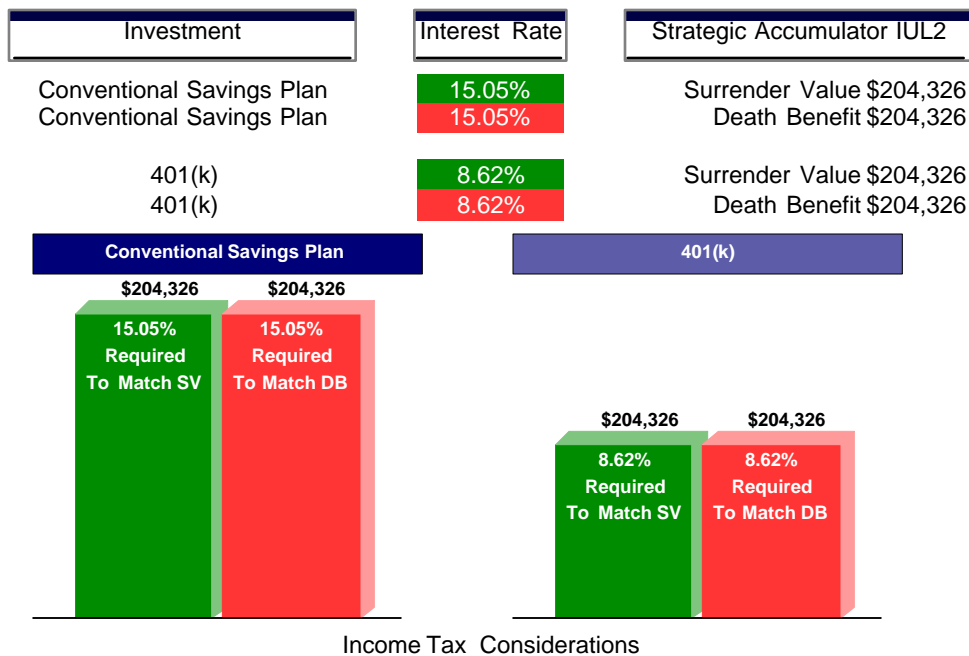 Investment Interest Rate Strategic Accumulator IUL2
Conventional Savings Plan 15.05% Surrender Value $204,326
Conventional Savings Plan 15.05% Death Benefit $204,326
401(k) 8.62% Surrender Value $204,326
401(k) 8.62% Death Benefit $204,326
Conventional Savings Plan 401(k)
$204,326 $204,326
15.05% 15.05%
Required Required
To Match SV To Match DB
$204,326 $204,326
8.62% 8.62%
Required Required
To Match SV To Match DB
Income Tax Considerations